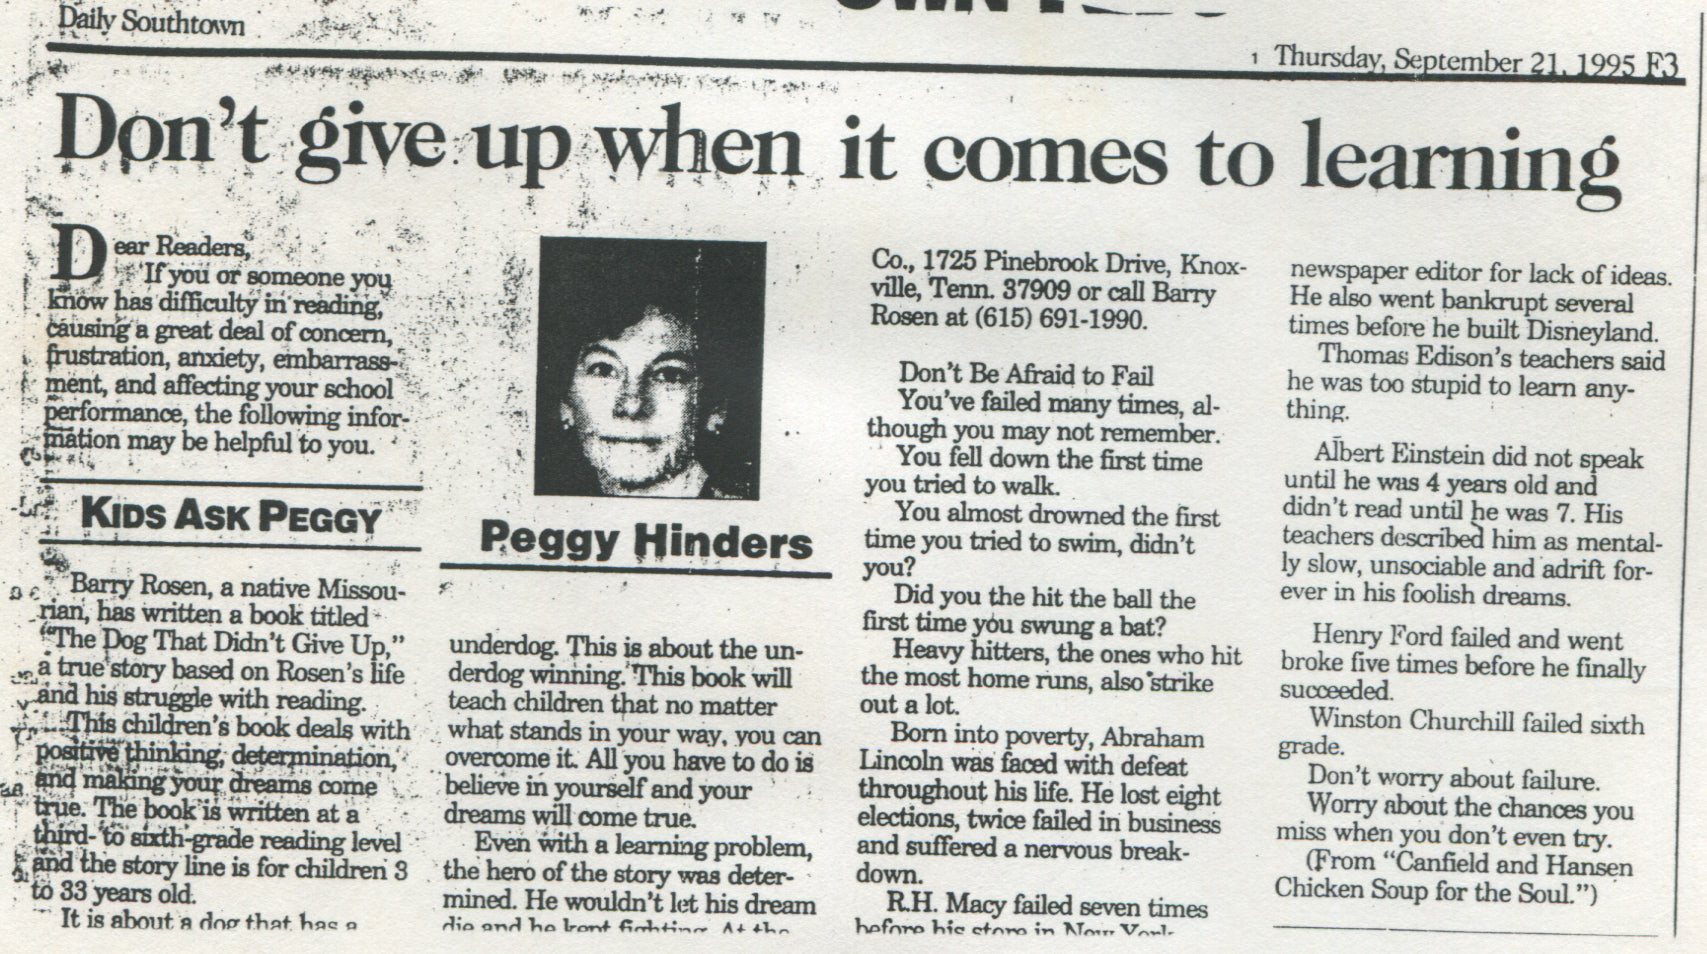 Daily Southtown
Thursday, September 21, 1995 F3
Don't give up when it comes to learning
Dear Readers,
If you or someone you
know has difficulty in reading,
causing a great deal of concern,
frustration, anxiety, embarrass-
ment, and affecting your school
performance, the following infor-
mation may be helpful to you.
KIDS ASK PEGGY
Barry Rosen, a native Missou-
rian, has written a book titled
"The Dog That Didn't Give Up,"
a true story based on Rosen's life
and his struggle with reading.
This children's book deals with
positive thinking, determination,
and making your dreams come
true. The book is written at a
third- to sixth-grade reading level
and the story line is for children 3
to 33 years old.
It is about a dog that has a
Peggy Hinders
underdog. This is about the un-
derdog winning. This book will
teach children that no matter
what stands in your way, you can
overcome it. All you have to do is
believe in yourself and your
dreams will come true.
Even with a learning problem,
the hero of the story was deter-
mined. He wouldn't let his dream
die and he kept fighting. At the
Co., 1725 Pinebrook Drive, Knox-
ville, Tenn. 37909 or call Barry
Rosen at (615) 691-1990.
Don't Be Afraid to Fail
You've failed many times, al-
though you may not remember.
You fell down the first time
you tried to walk.
You almost drowned the first
time you tried to swim, didn't
you?
Did you the hit the ball the
first time you swung a bat?
Heavy hitters, the ones who hit
the most home runs, also strike
out a lot.
Born into poverty, Abraham
Lincoln was faced with defeat
throughout his life. He lost eight
elections, twice failed in business
and suffered a nervous break-
down.
R.H. Macy failed seven times
before his store in New York
newspaper editor for lack of ideas.
He also went bankrupt several
times before he built Disneyland.
Thomas Edison's teachers said
he was too stupid to learn any-
thing.
Albert Einstein did not speak
until he was 4 years old and
didn't read until he was 7. His
teachers described him as mental-
ly slow, unsociable and adrift for-
ever in his foolish dreams.
Henry Ford failed and went
broke five times before he finally
succeeded.
Winston Churchill failed sixth
grade.
Don't worry about failure.
Worry about the chances you
miss when you don't even try.
(From "Canfield and Hansen
Chicken Soup for the Soul.")